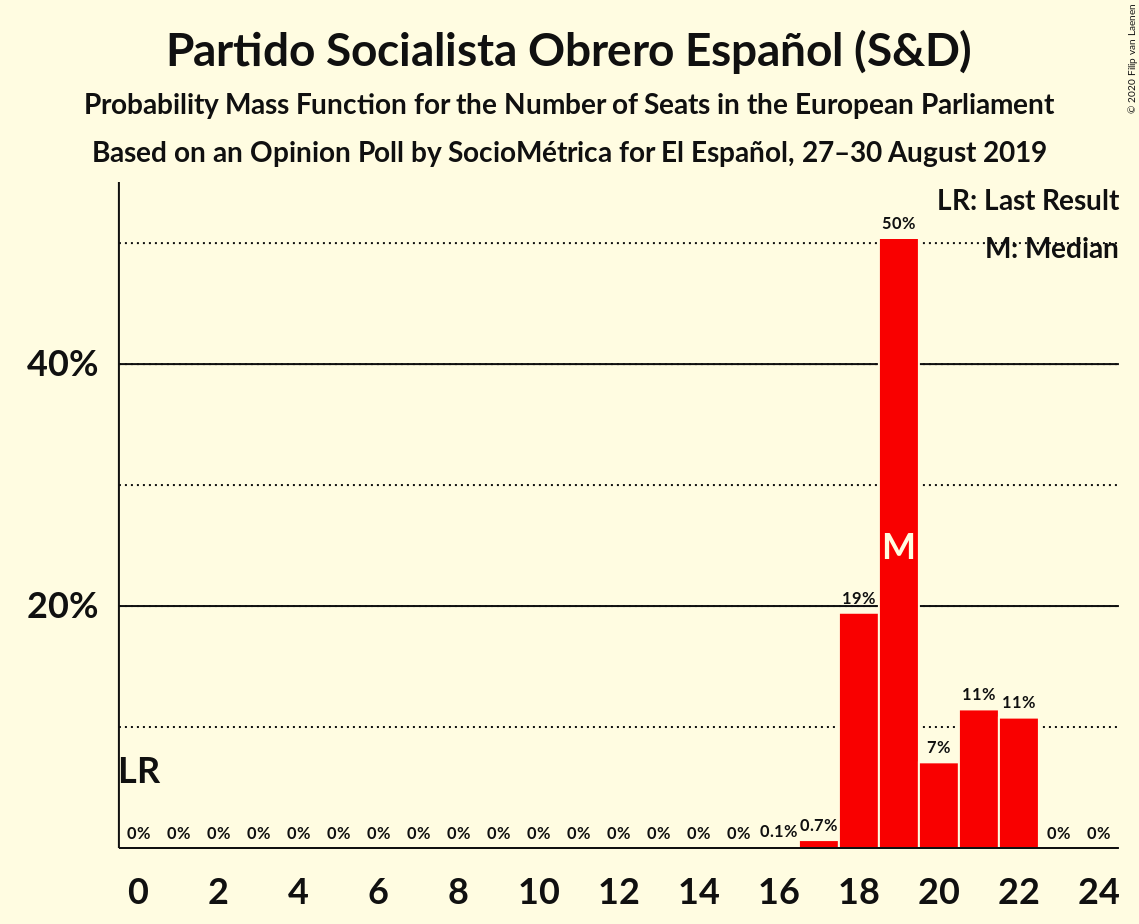 Partido Socialista Obrero Español (S&D)
Probability Mass Function for the Number of Seats in the European Parliament
Based on an Opinion Poll by SocioMétrica for El Español, 27–30 August 2019
© 2020 Filip van Laenen
LR: Last Result
M: Median
50%
40%
M
20%
19%
11%
11%
7%
LR
0% 0% 0% 0% 0% 0% 0% 0% 0% 0% 0% 0% 0% 0% 0% 0% 0.1% 0.7% 0% 0%
0 2 4 6 8 10 12 14 16 18 20 22 24